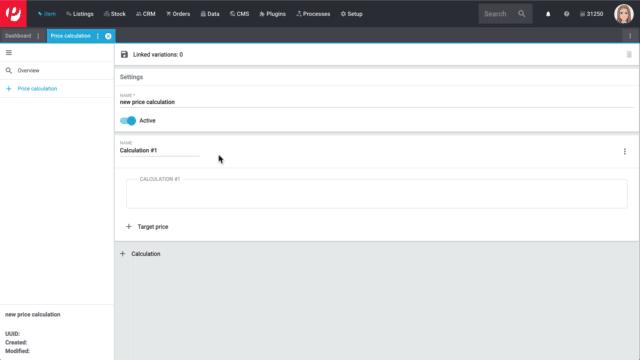 Item Listings Stock CRM Orders Data CMS Plugins Processes Setup Search 31250
Dashboard Price calculation
Linked variations: 0
Overview
Price calculation
Settings
NAME *
new price calculation
Active
NAME
Calculation #1
CALCULATION #1
Target price
Calculation
new price calculation
UUID:
Created:
Modified: